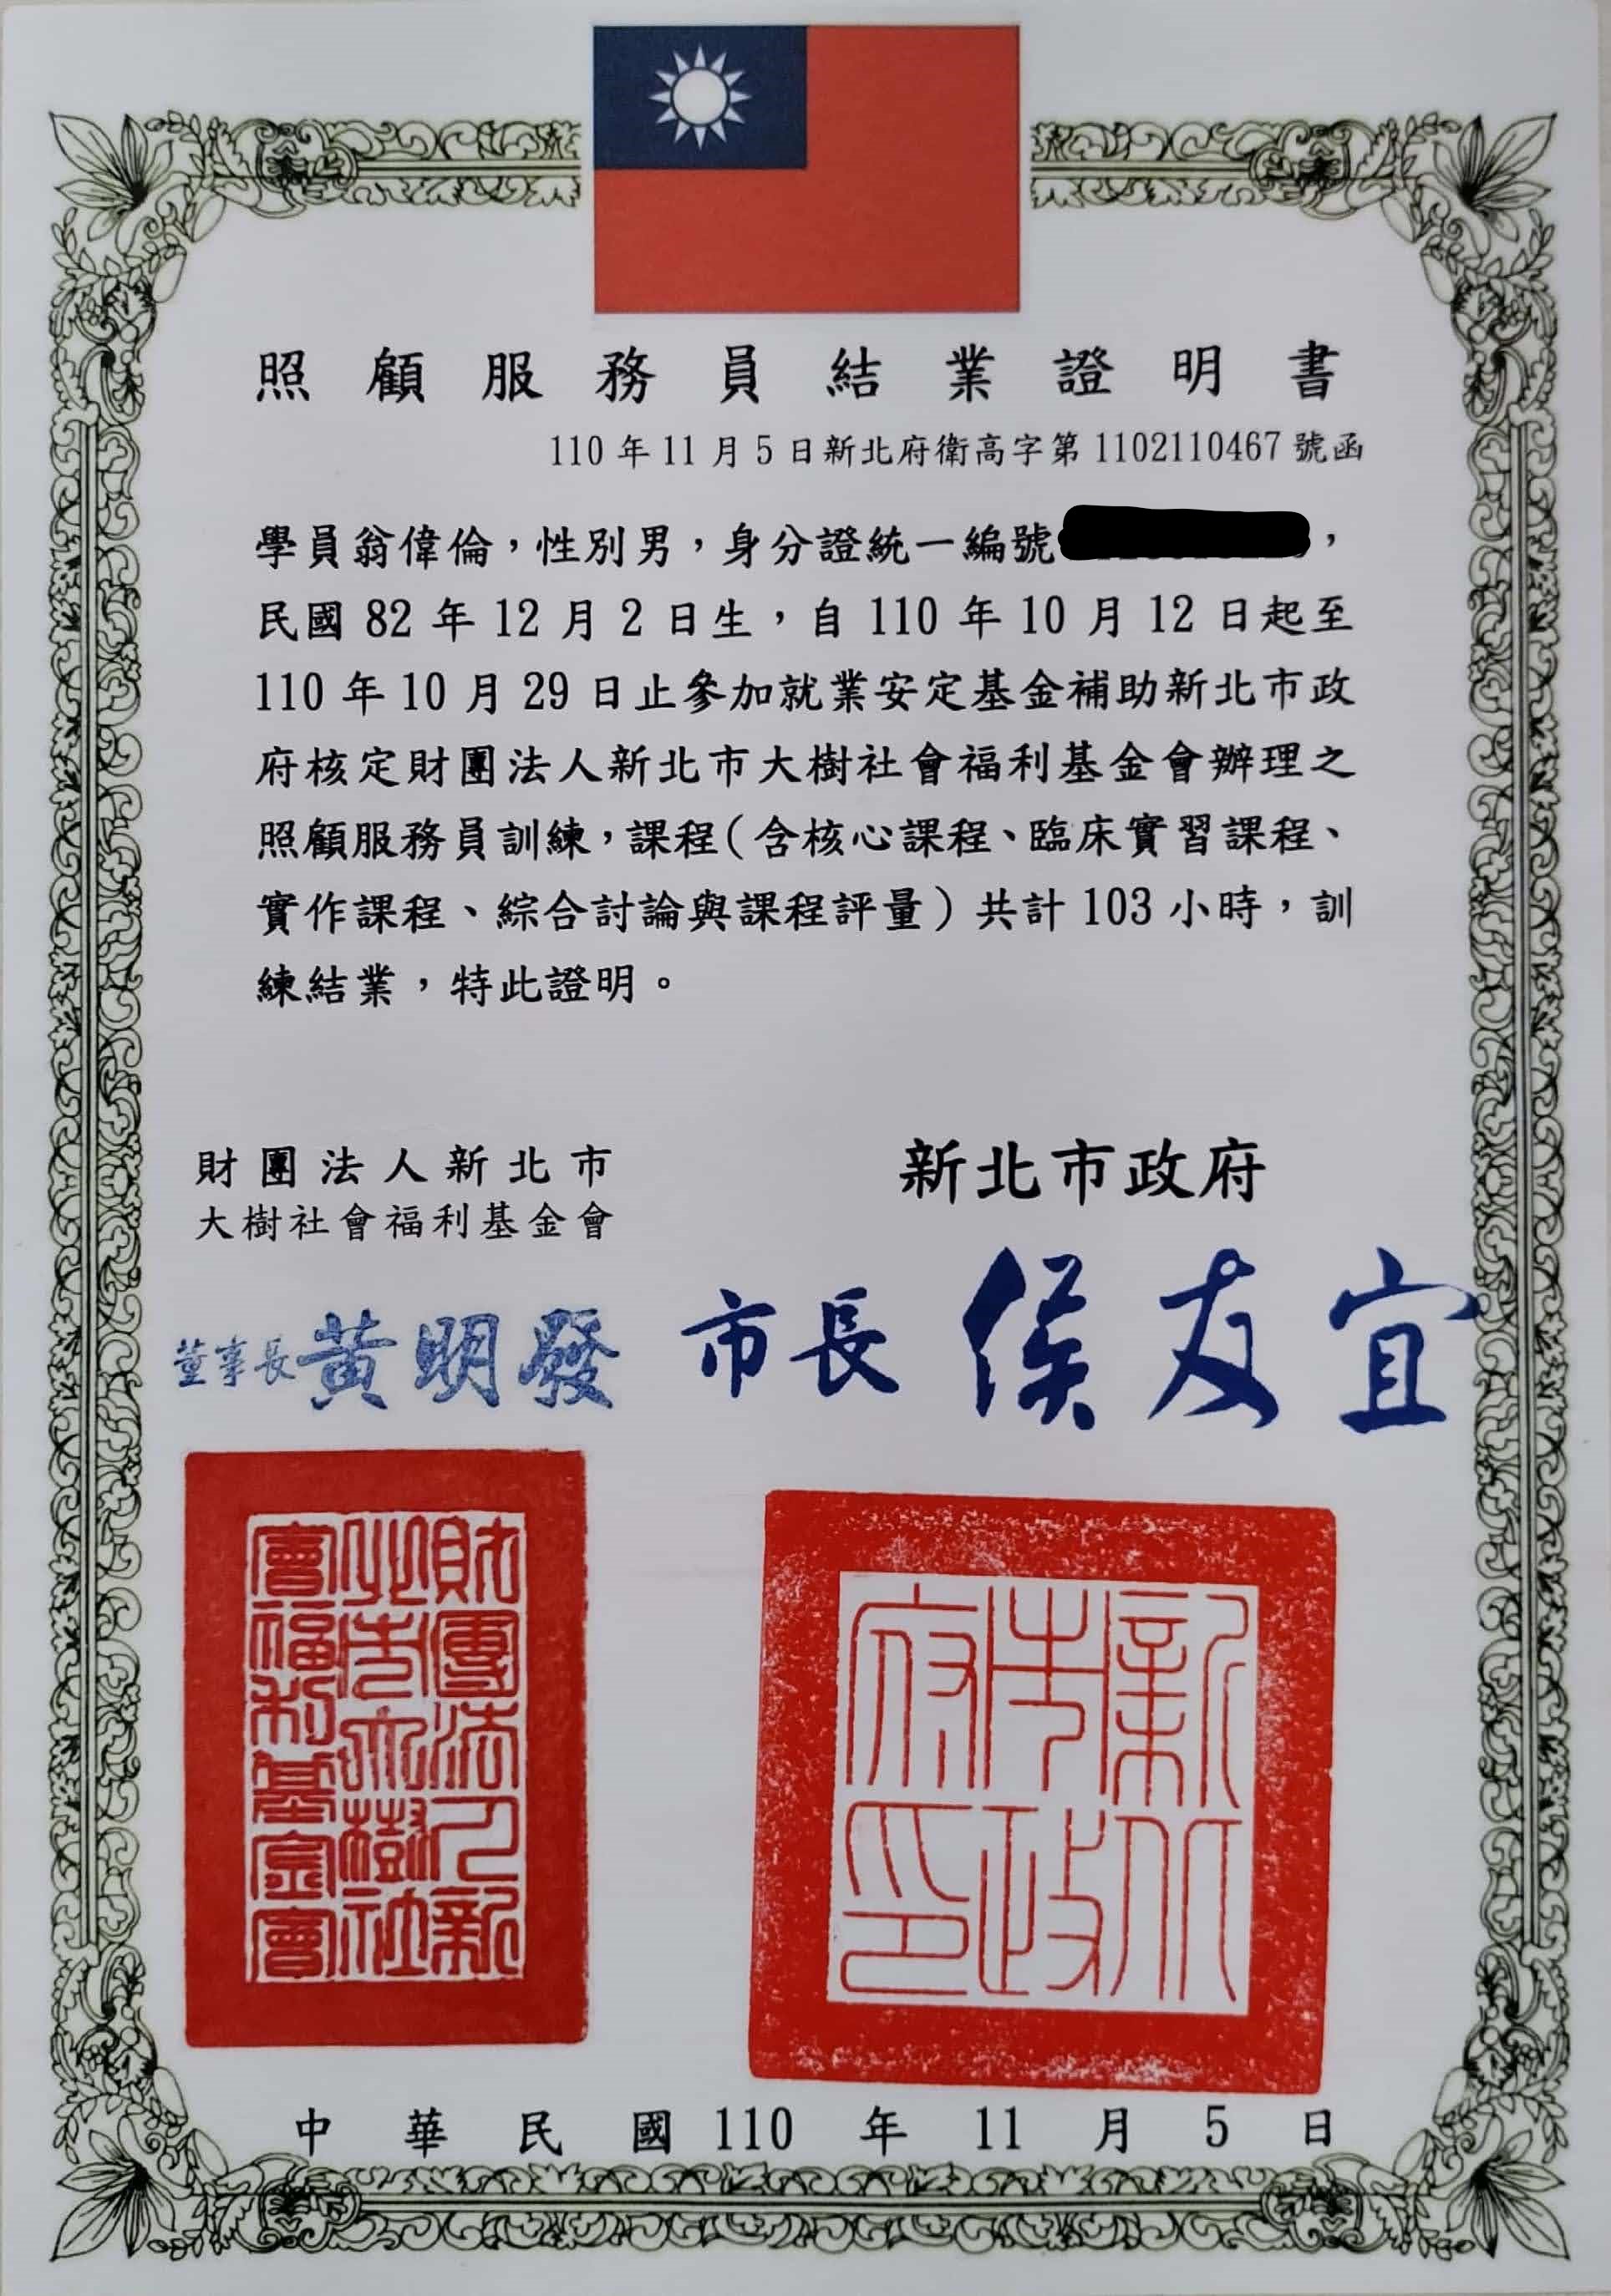 照顧服務員結業證明書
110年11月5日新北府衛高字第1102110467號函
學員翁偉倫，性別男，身分證統一編號，
民國82年12月2日生，自110年10月12日起至
110年10月29日止參加就業安定基金補助新北市政
府核定財團法人新北市大樹社會福利基金會辦理之
照顧服務員訓練，課程（含核心課程、臨床實習課程、
實作課程、綜合討論與課程評量）共計103小時，訓
練結業，特此證明。
財團法人新北市
大樹社會福利基金會
董事長黃明發
新北市政府
市長侯友宜
財團法人新
北市大樹社
會福利基金會
新北
市政
府印
中華民國110年11月5日